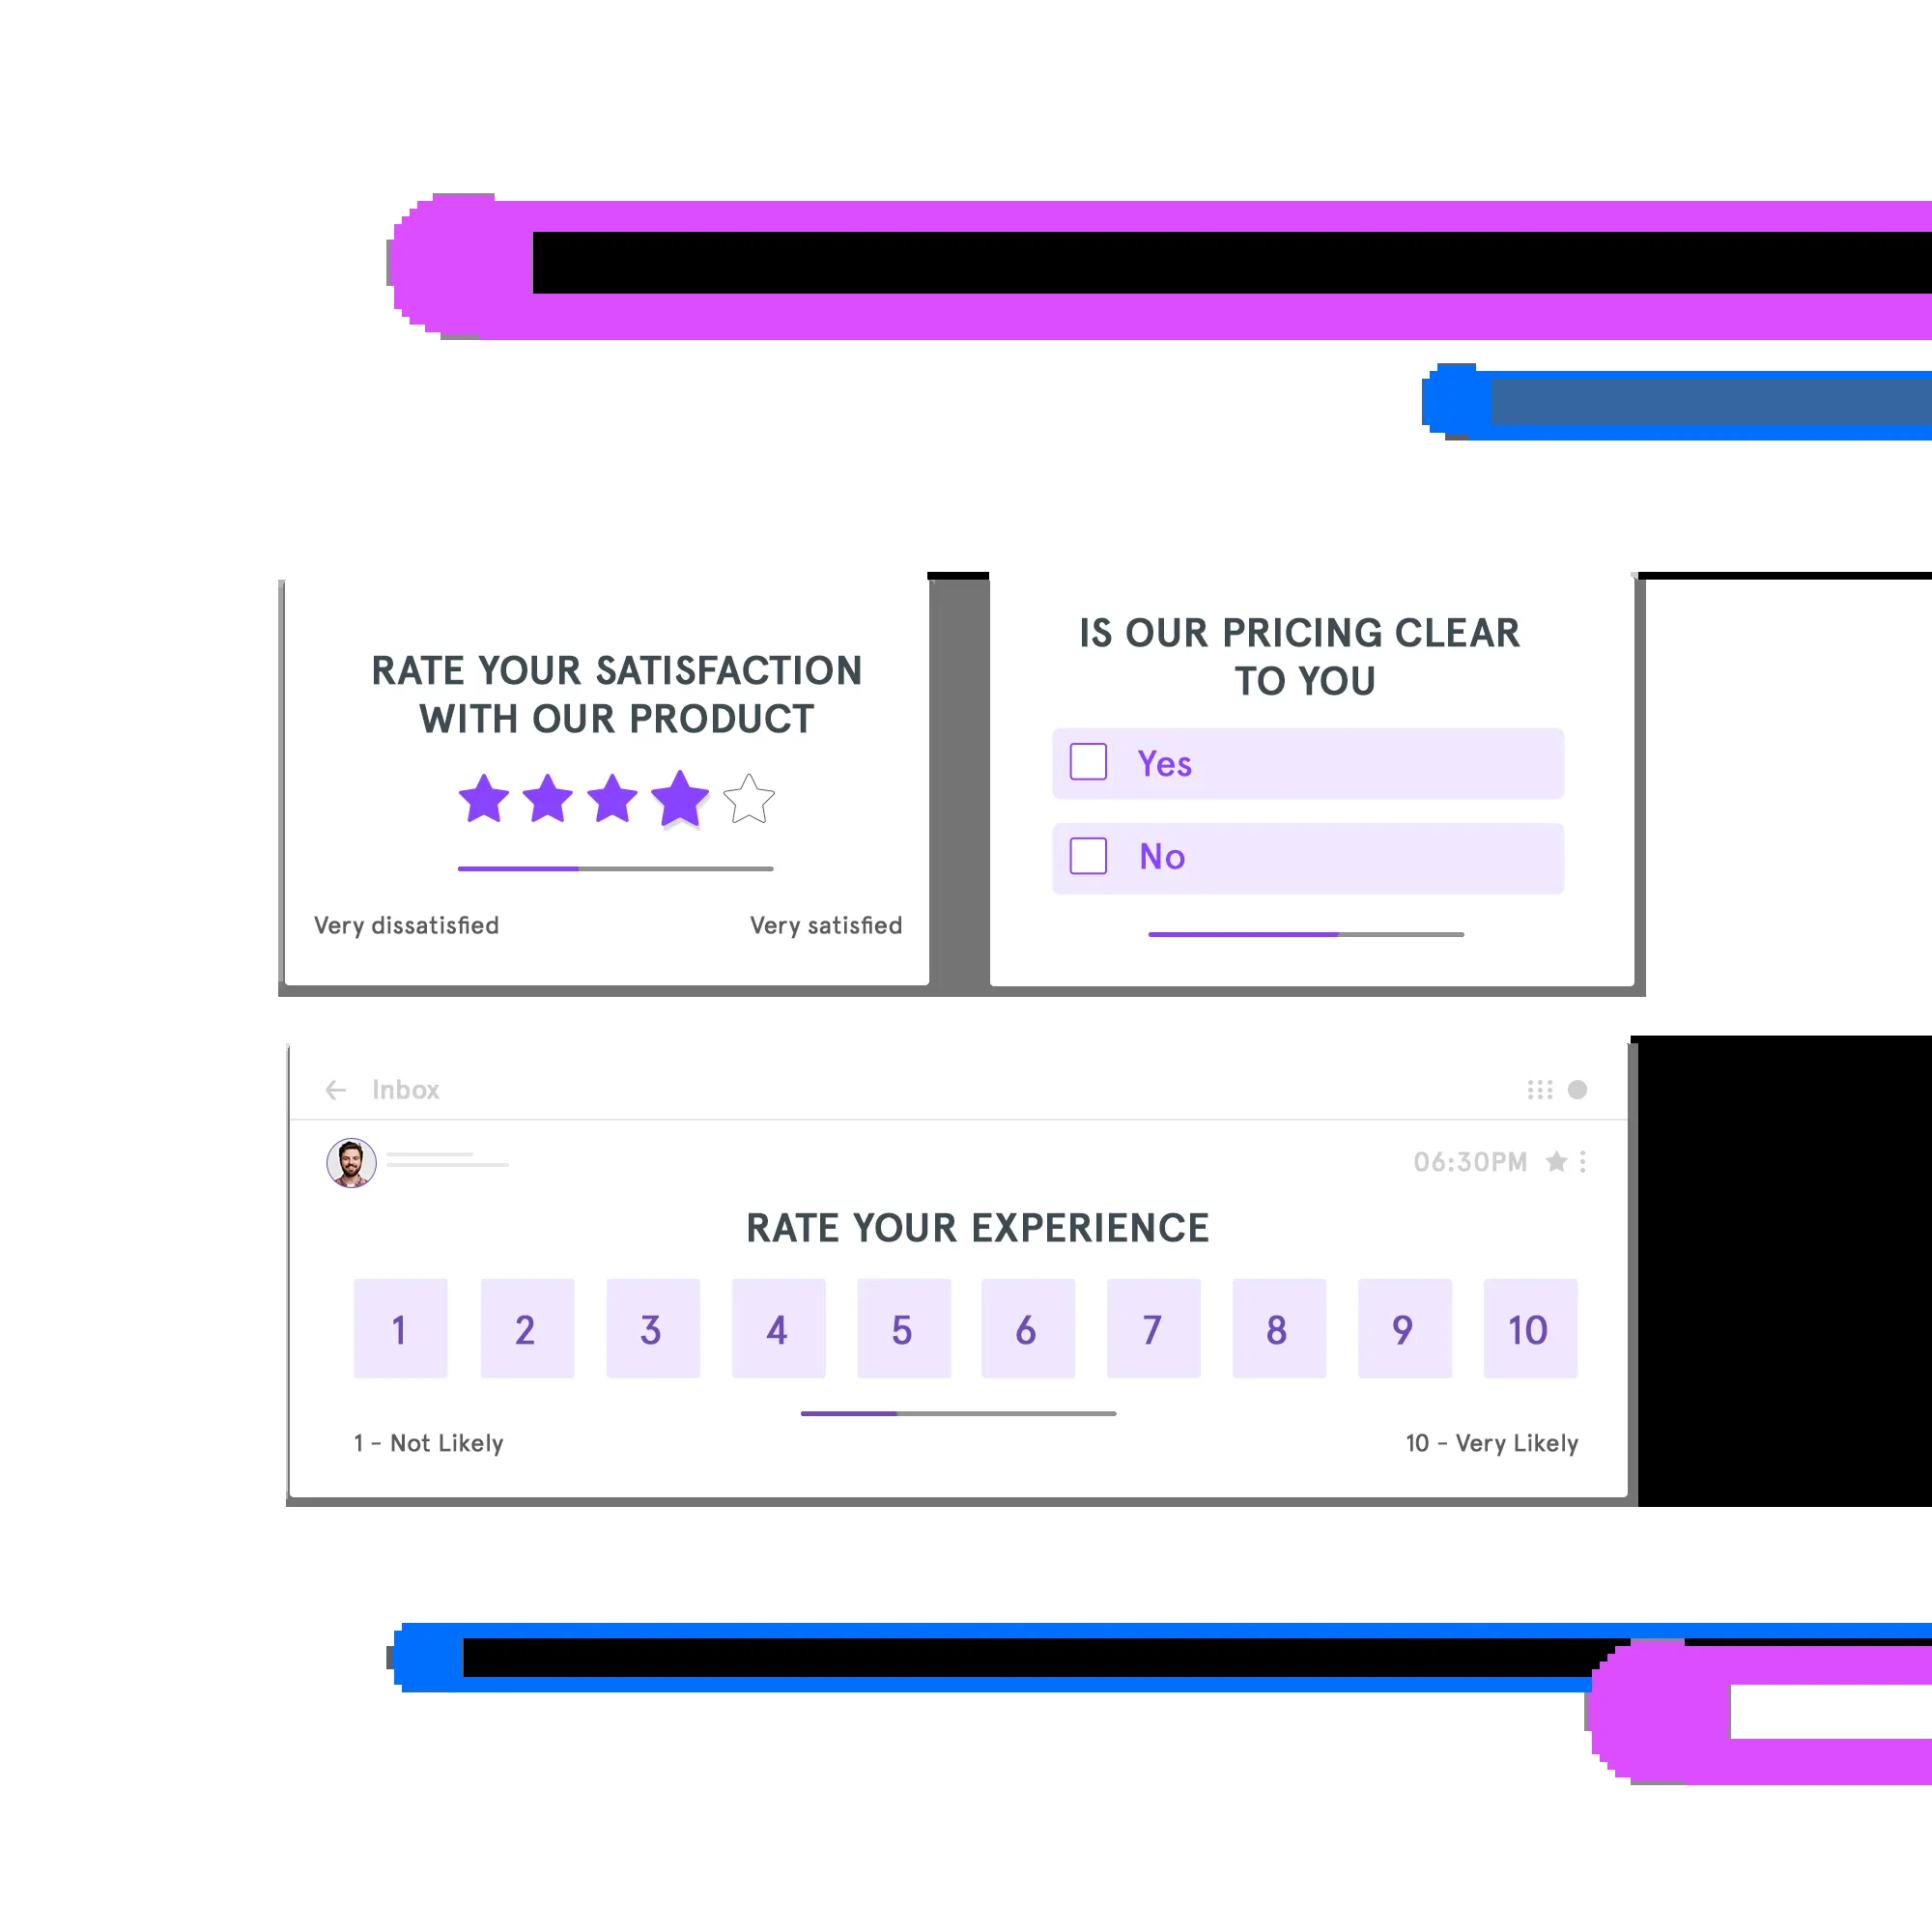 RATE YOUR SATISFACTION
WITH OUR PRODUCT
Very dissatisfied
Very satisfied
IS OUR PRICING CLEAR
TO YOU
Yes
No
Inbox
06:30PM
RATE YOUR EXPERIENCE
1 2 3 4 5 6 7 8 9 10
1 - Not Likely
10 - Very Likely